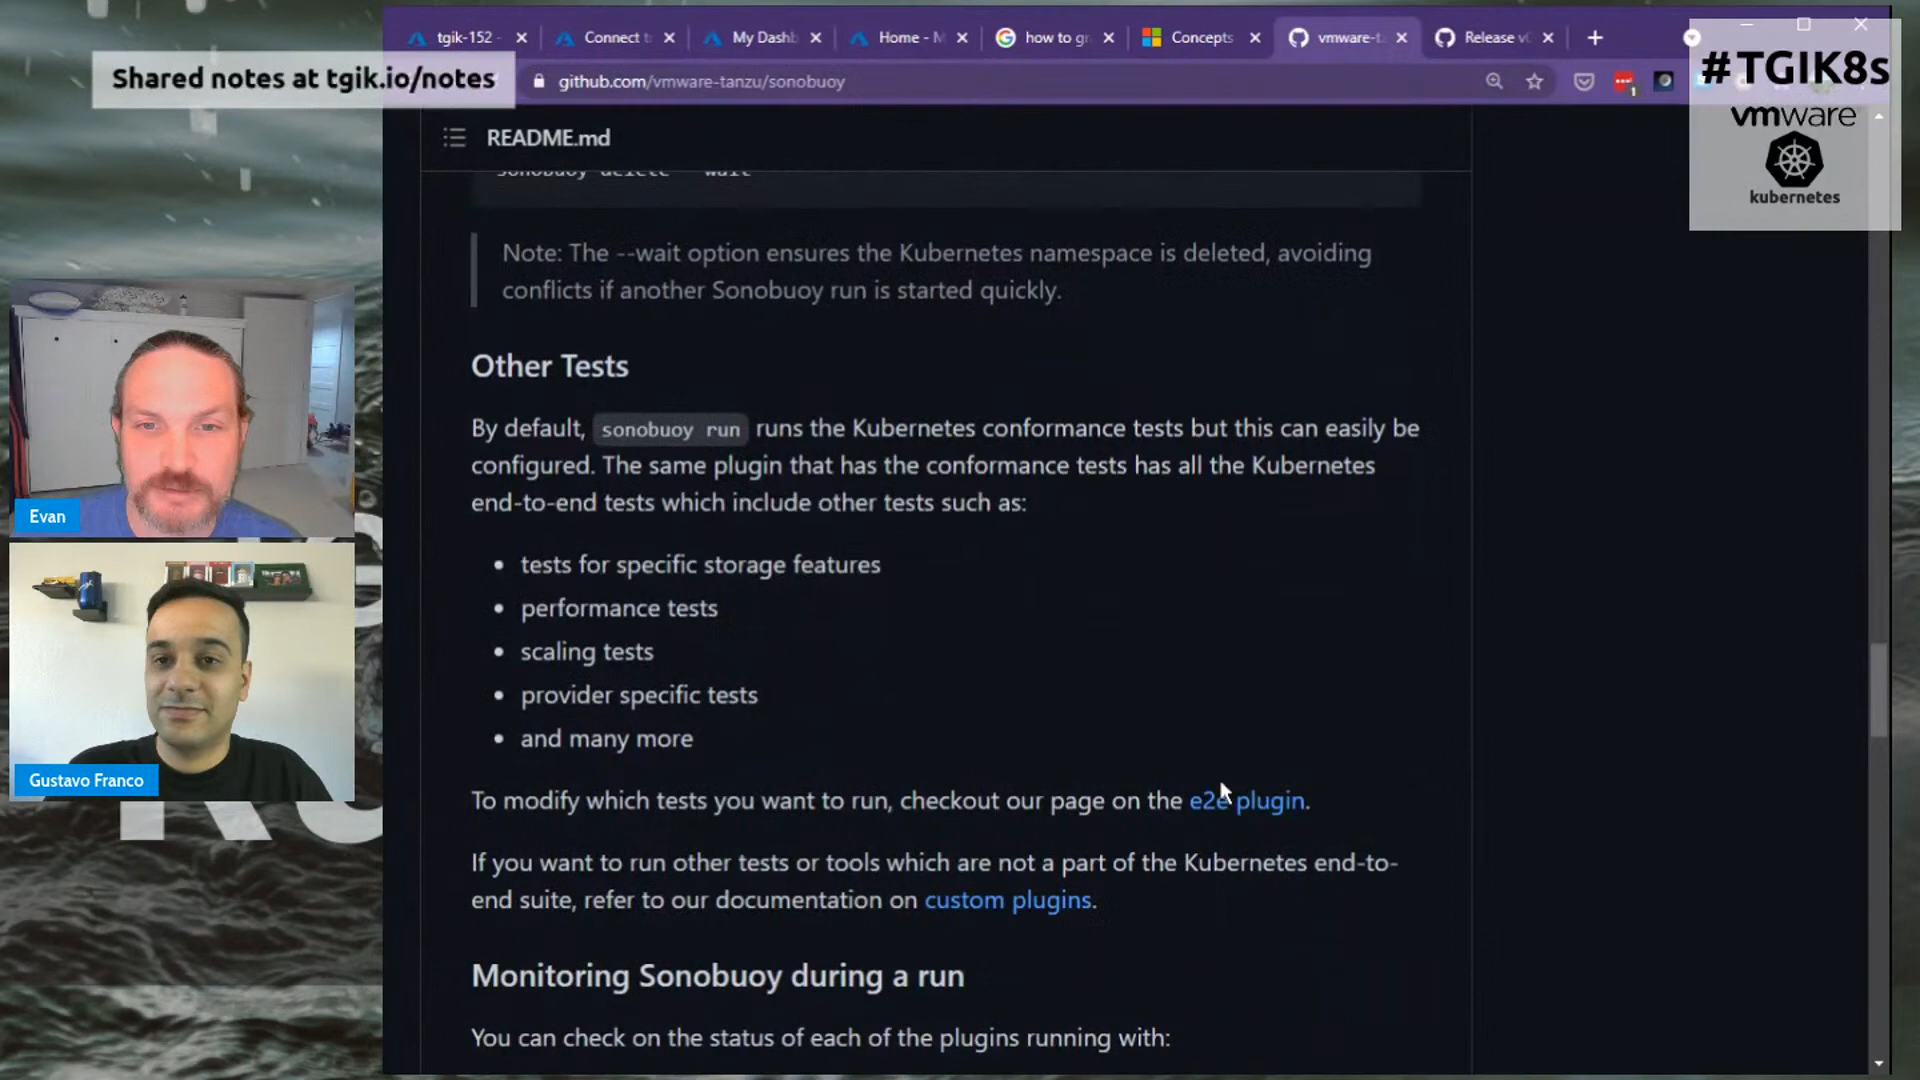 tgik-152 -
Connect t
My Dashb
Home - M
how to g
Concepts
vmware-t
Release v
#TGIK8s
Shared notes at tgik.io/notes
github.com/vmware-tanzu/sonobuoy
1
vmware
README.md
kubernetes
sonobuoy delete --wait
Note: The --wait option ensures the Kubernetes namespace is deleted, avoiding
conflicts if another Sonobuoy run is started quickly.
Other Tests
By default, sonobuoy run runs the Kubernetes conformance tests but this can easily be
configured. The same plugin that has the conformance tests has all the Kubernetes
end-to-end tests which include other tests such as:
Evan
• tests for specific storage features
• performance tests
• scaling tests
• provider specific tests
• and many more
Gustavo Franco
To modify which tests you want to run, checkout our page on the e2e plugin.
If you want to run other tests or tools which are not a part of the Kubernetes end-to-
end suite, refer to our documentation on custom plugins.
Monitoring Sonobuoy during a run
You can check on the status of each of the plugins running with: